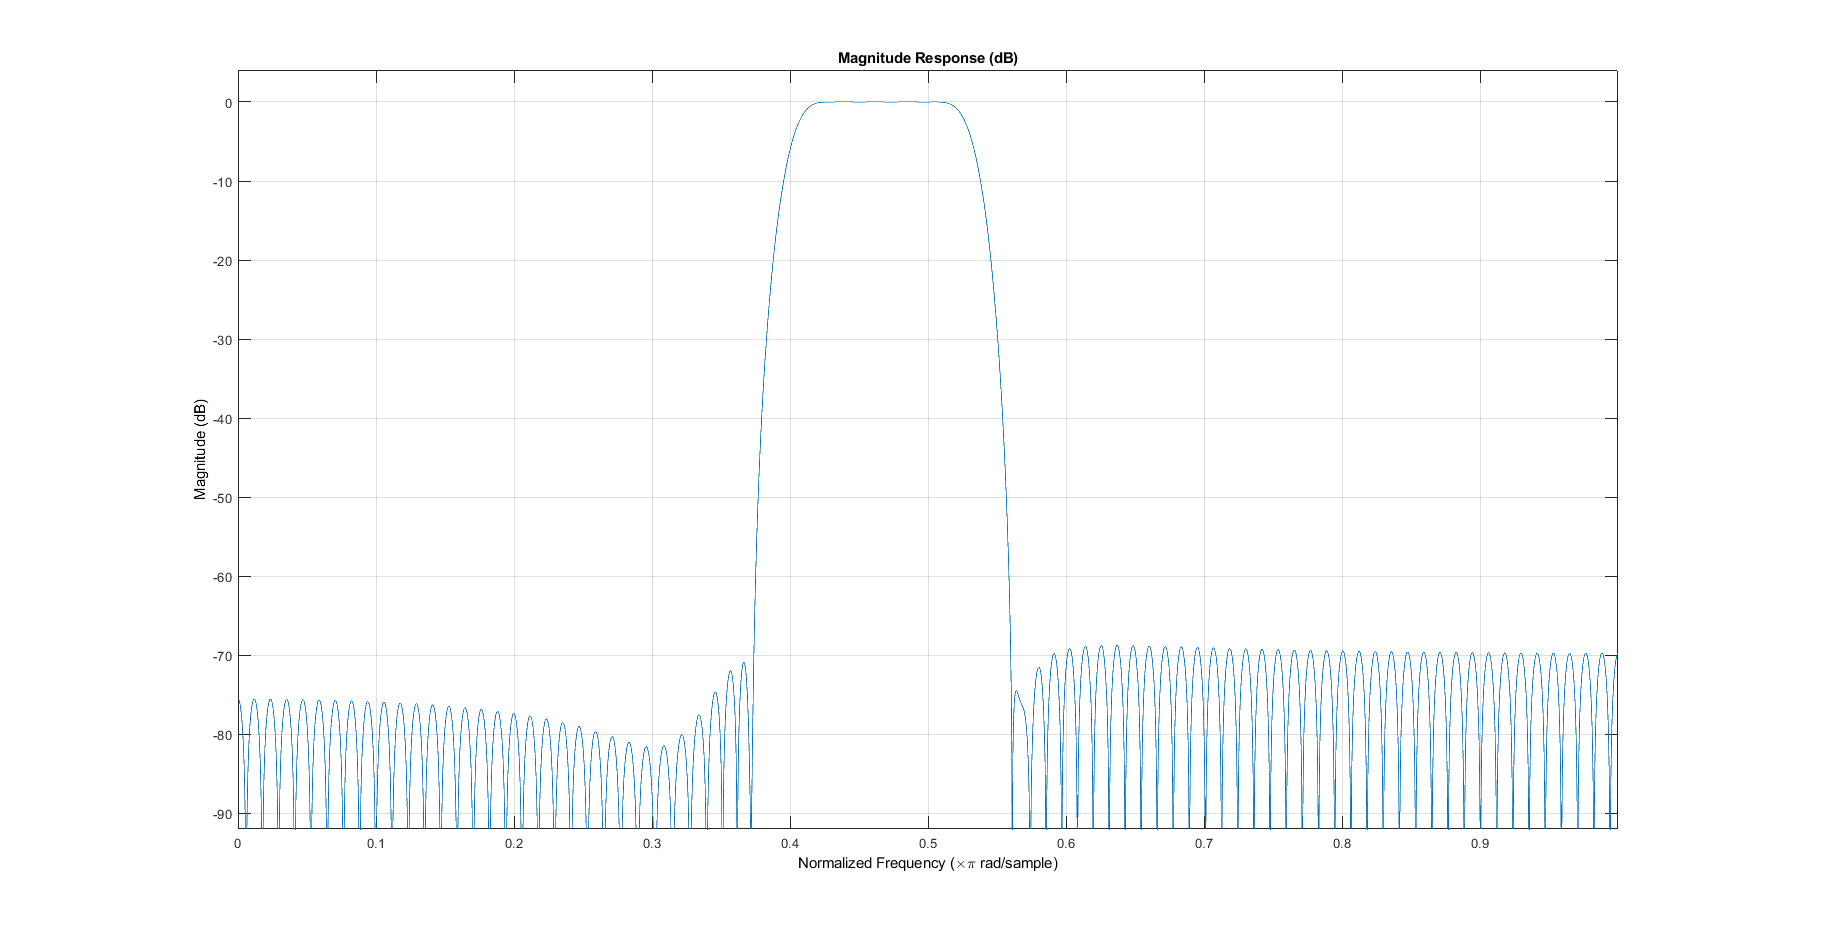 Magnitude Response (dB)
0
-10
-20
-30
-40
-50
-60
-70
-80
-90
Magnitude (dB)
0 0.1 0.2 0.3 0.4 0.5 0.6 0.7 0.8 0.9
Normalized Frequency (×π rad/sample)